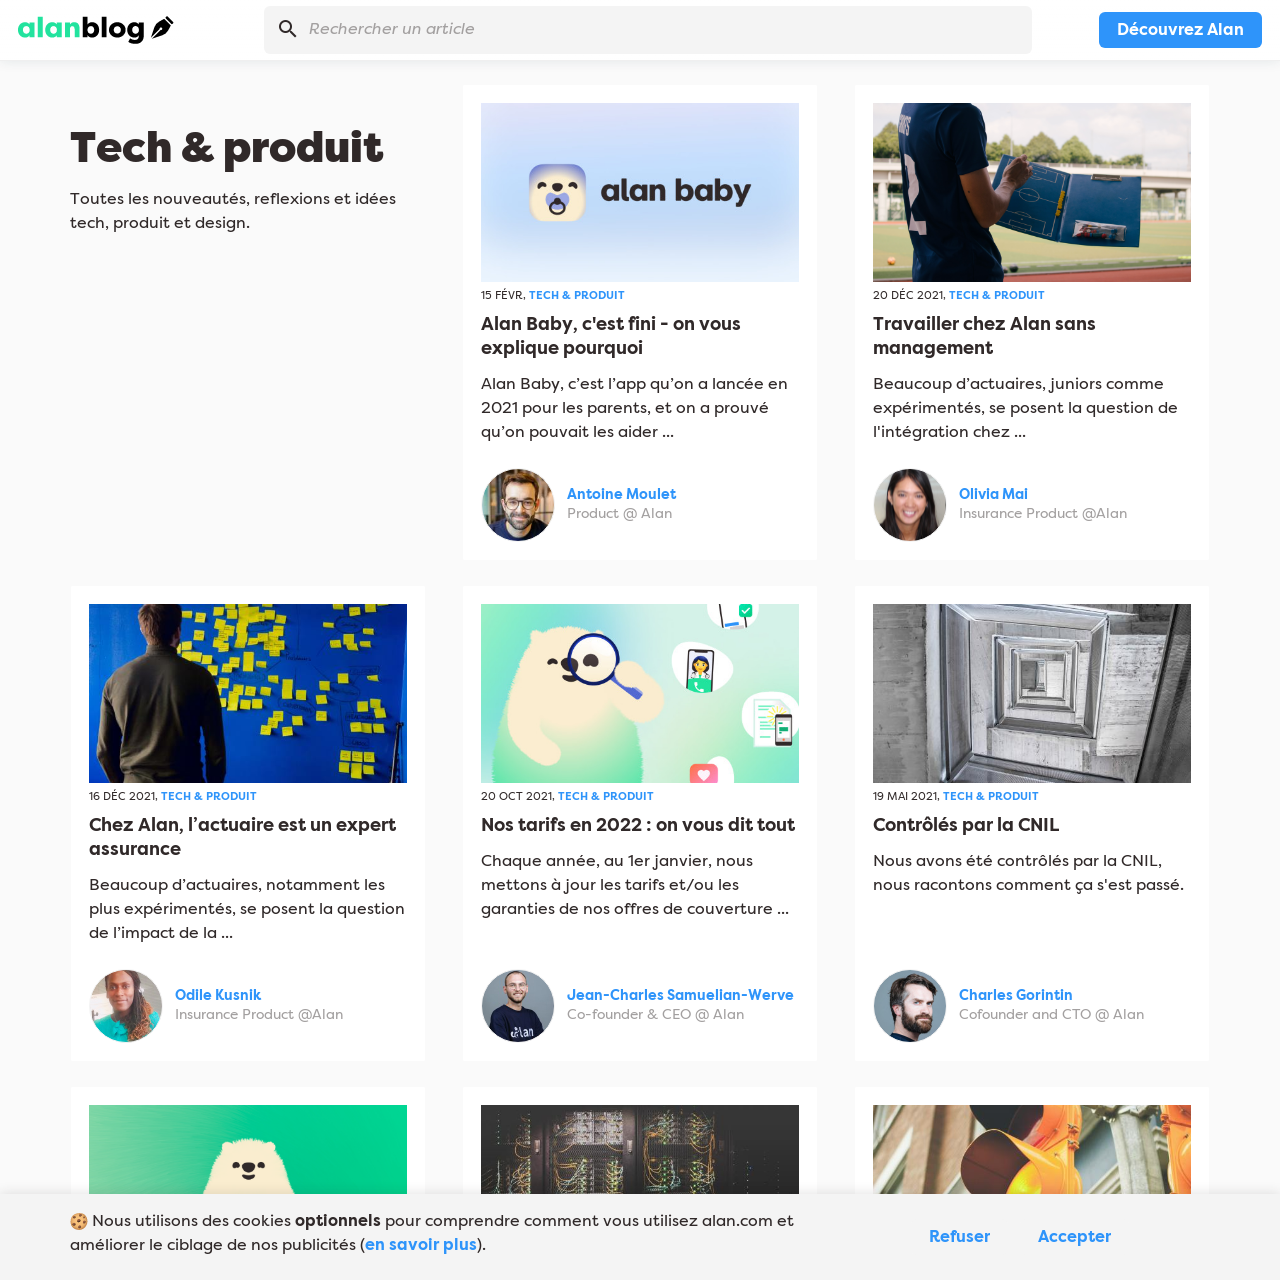 alanblog
Rechercher un article
Découvrez Alan
Tech & produit
Toutes les nouveautés, reflexions et idées
tech, produit et design.
alan baby
15 FÉVR, TECH & PRODUIT
Alan Baby, c'est fini - on vous
explique pourquoi
Alan Baby, c’est l’app qu’on a lancée en
2021 pour les parents, et on a prouvé
qu’on pouvait les aider ...
Antoine Moulet
Product @ Alan
20 DÉC 2021, TECH & PRODUIT
Travailler chez Alan sans
management
Beaucoup d’actuaires, juniors comme
expérimentés, se posent la question de
l'intégration chez ...
Olivia Mai
Insurance Product @Alan
16 DÉC 2021, TECH & PRODUIT
Chez Alan, l’actuaire est un expert
assurance
Beaucoup d’actuaires, notamment les
plus expérimentés, se posent la question
de l’impact de la ...
Odile Kusnik
Insurance Product @Alan
20 OCT 2021, TECH & PRODUIT
Nos tarifs en 2022 : on vous dit tout
Chaque année, au 1er janvier, nous
mettons à jour les tarifs et/ou les
garanties de nos offres de couverture ...
Jean-Charles Samuelian-Werve
Co-founder & CEO @ Alan
19 MAI 2021, TECH & PRODUIT
Contrôlés par la CNIL
Nous avons été contrôlés par la CNIL,
nous racontons comment ça s'est passé.
Charles Gorintin
Cofounder and CTO @ Alan
Nous utilisons des cookies optionnels pour comprendre comment vous utilisez alan.com et
améliorer le ciblage de nos publicités (en savoir plus).
Refuser
Accepter